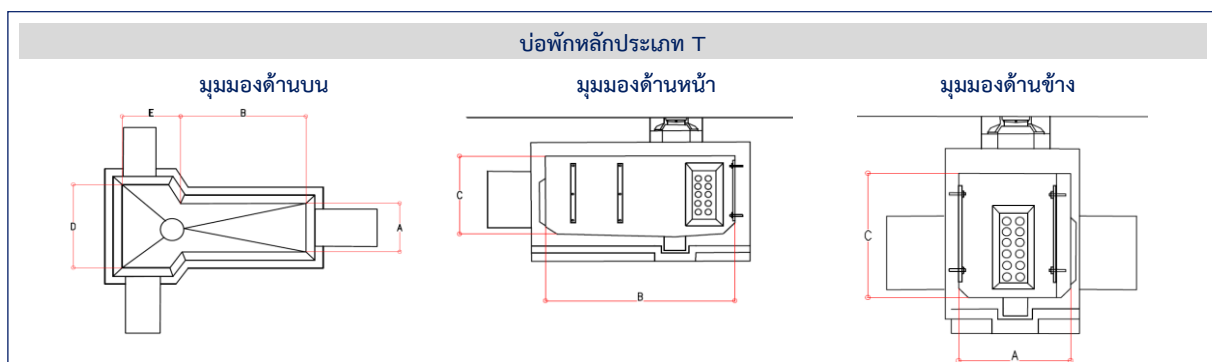 บ่อพักหลักประเภท T
มุมมองด้านบน
มุมมองด้านหน้า
มุมมองด้านข้าง
E
B
D
A
C
B
C
A